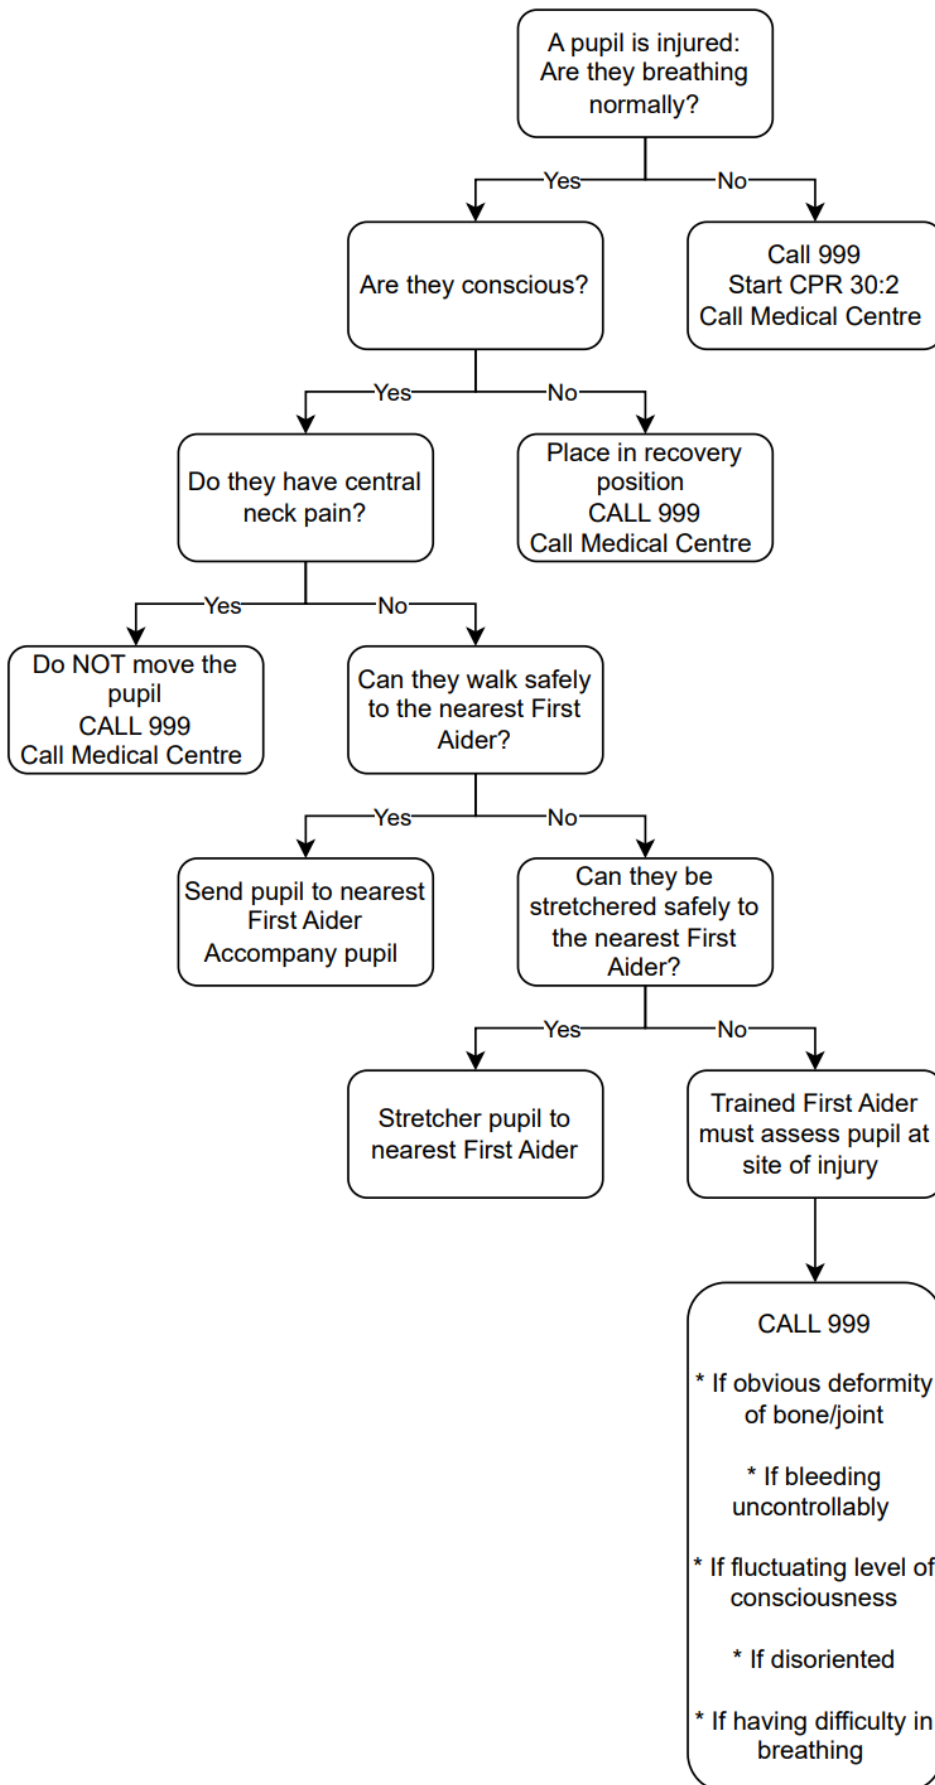 A pupil is injured:
Are they breathing
normally?
Yes
No
Are they conscious?
Call 999
Start CPR 30:2
Call Medical Centre
Yes
No
Do they have central
neck pain?
Place in recovery
position
CALL 999
Call Medical Centre
Yes
No
Do NOT move the
pupil
CALL 999
Call Medical Centre
Can they walk safely
to the nearest First
Aider?
Yes
No
Send pupil to nearest
First Aider
Accompany pupil
Can they be
stretchered safely to
the nearest First
Aider?
Yes
No
Stretcher pupil to
nearest First Aider
Trained First Aider
must assess pupil at
site of injury
CALL 999
* If obvious deformity
of bone/joint
* If bleeding
uncontrollably
* If fluctuating level of
consciousness
* If disoriented
* If having difficulty in
breathing